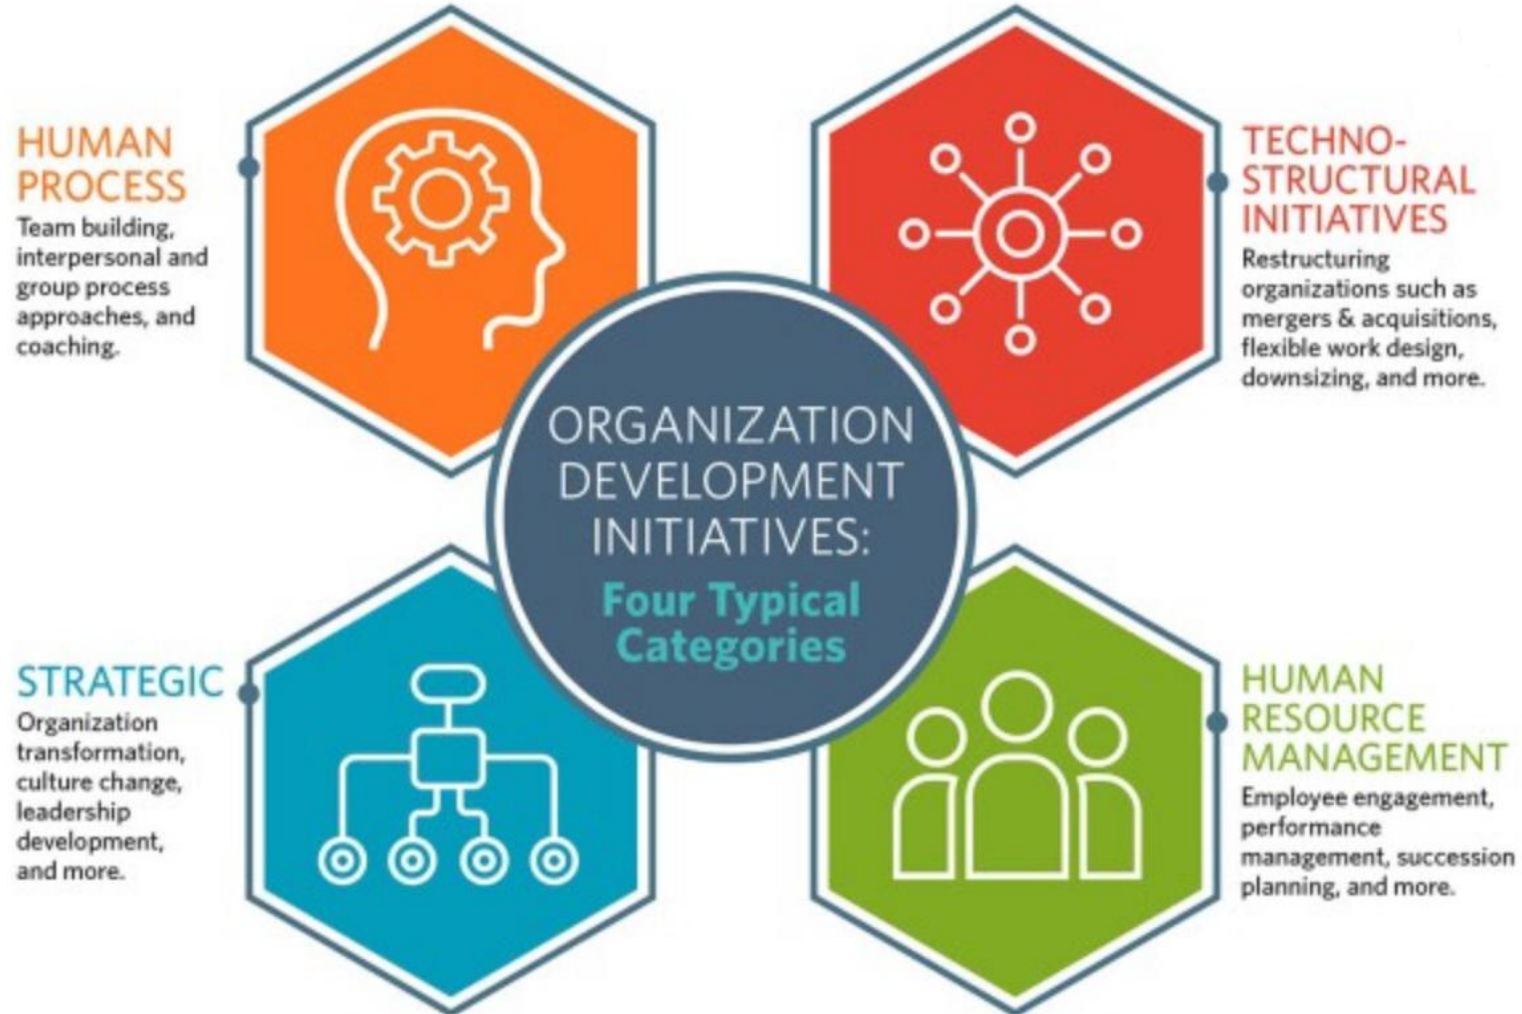 HUMAN
PROCESS
Team building,
interpersonal and
group process
approaches, and
coaching.
TECHNO-
STRUCTURAL
INITIATIVES
Restructuring
organizations such as
mergers & acquisitions,
flexible work design,
downsizing, and more.
ORGANIZATION
DEVELOPMENT
INITIATIVES:
Four Typical
Categories
STRATEGIC
Organization
transformation,
culture change,
leadership
development,
and more.
HUMAN
RESOURCE
MANAGEMENT
Employee engagement,
performance
management, succession
planning, and more.